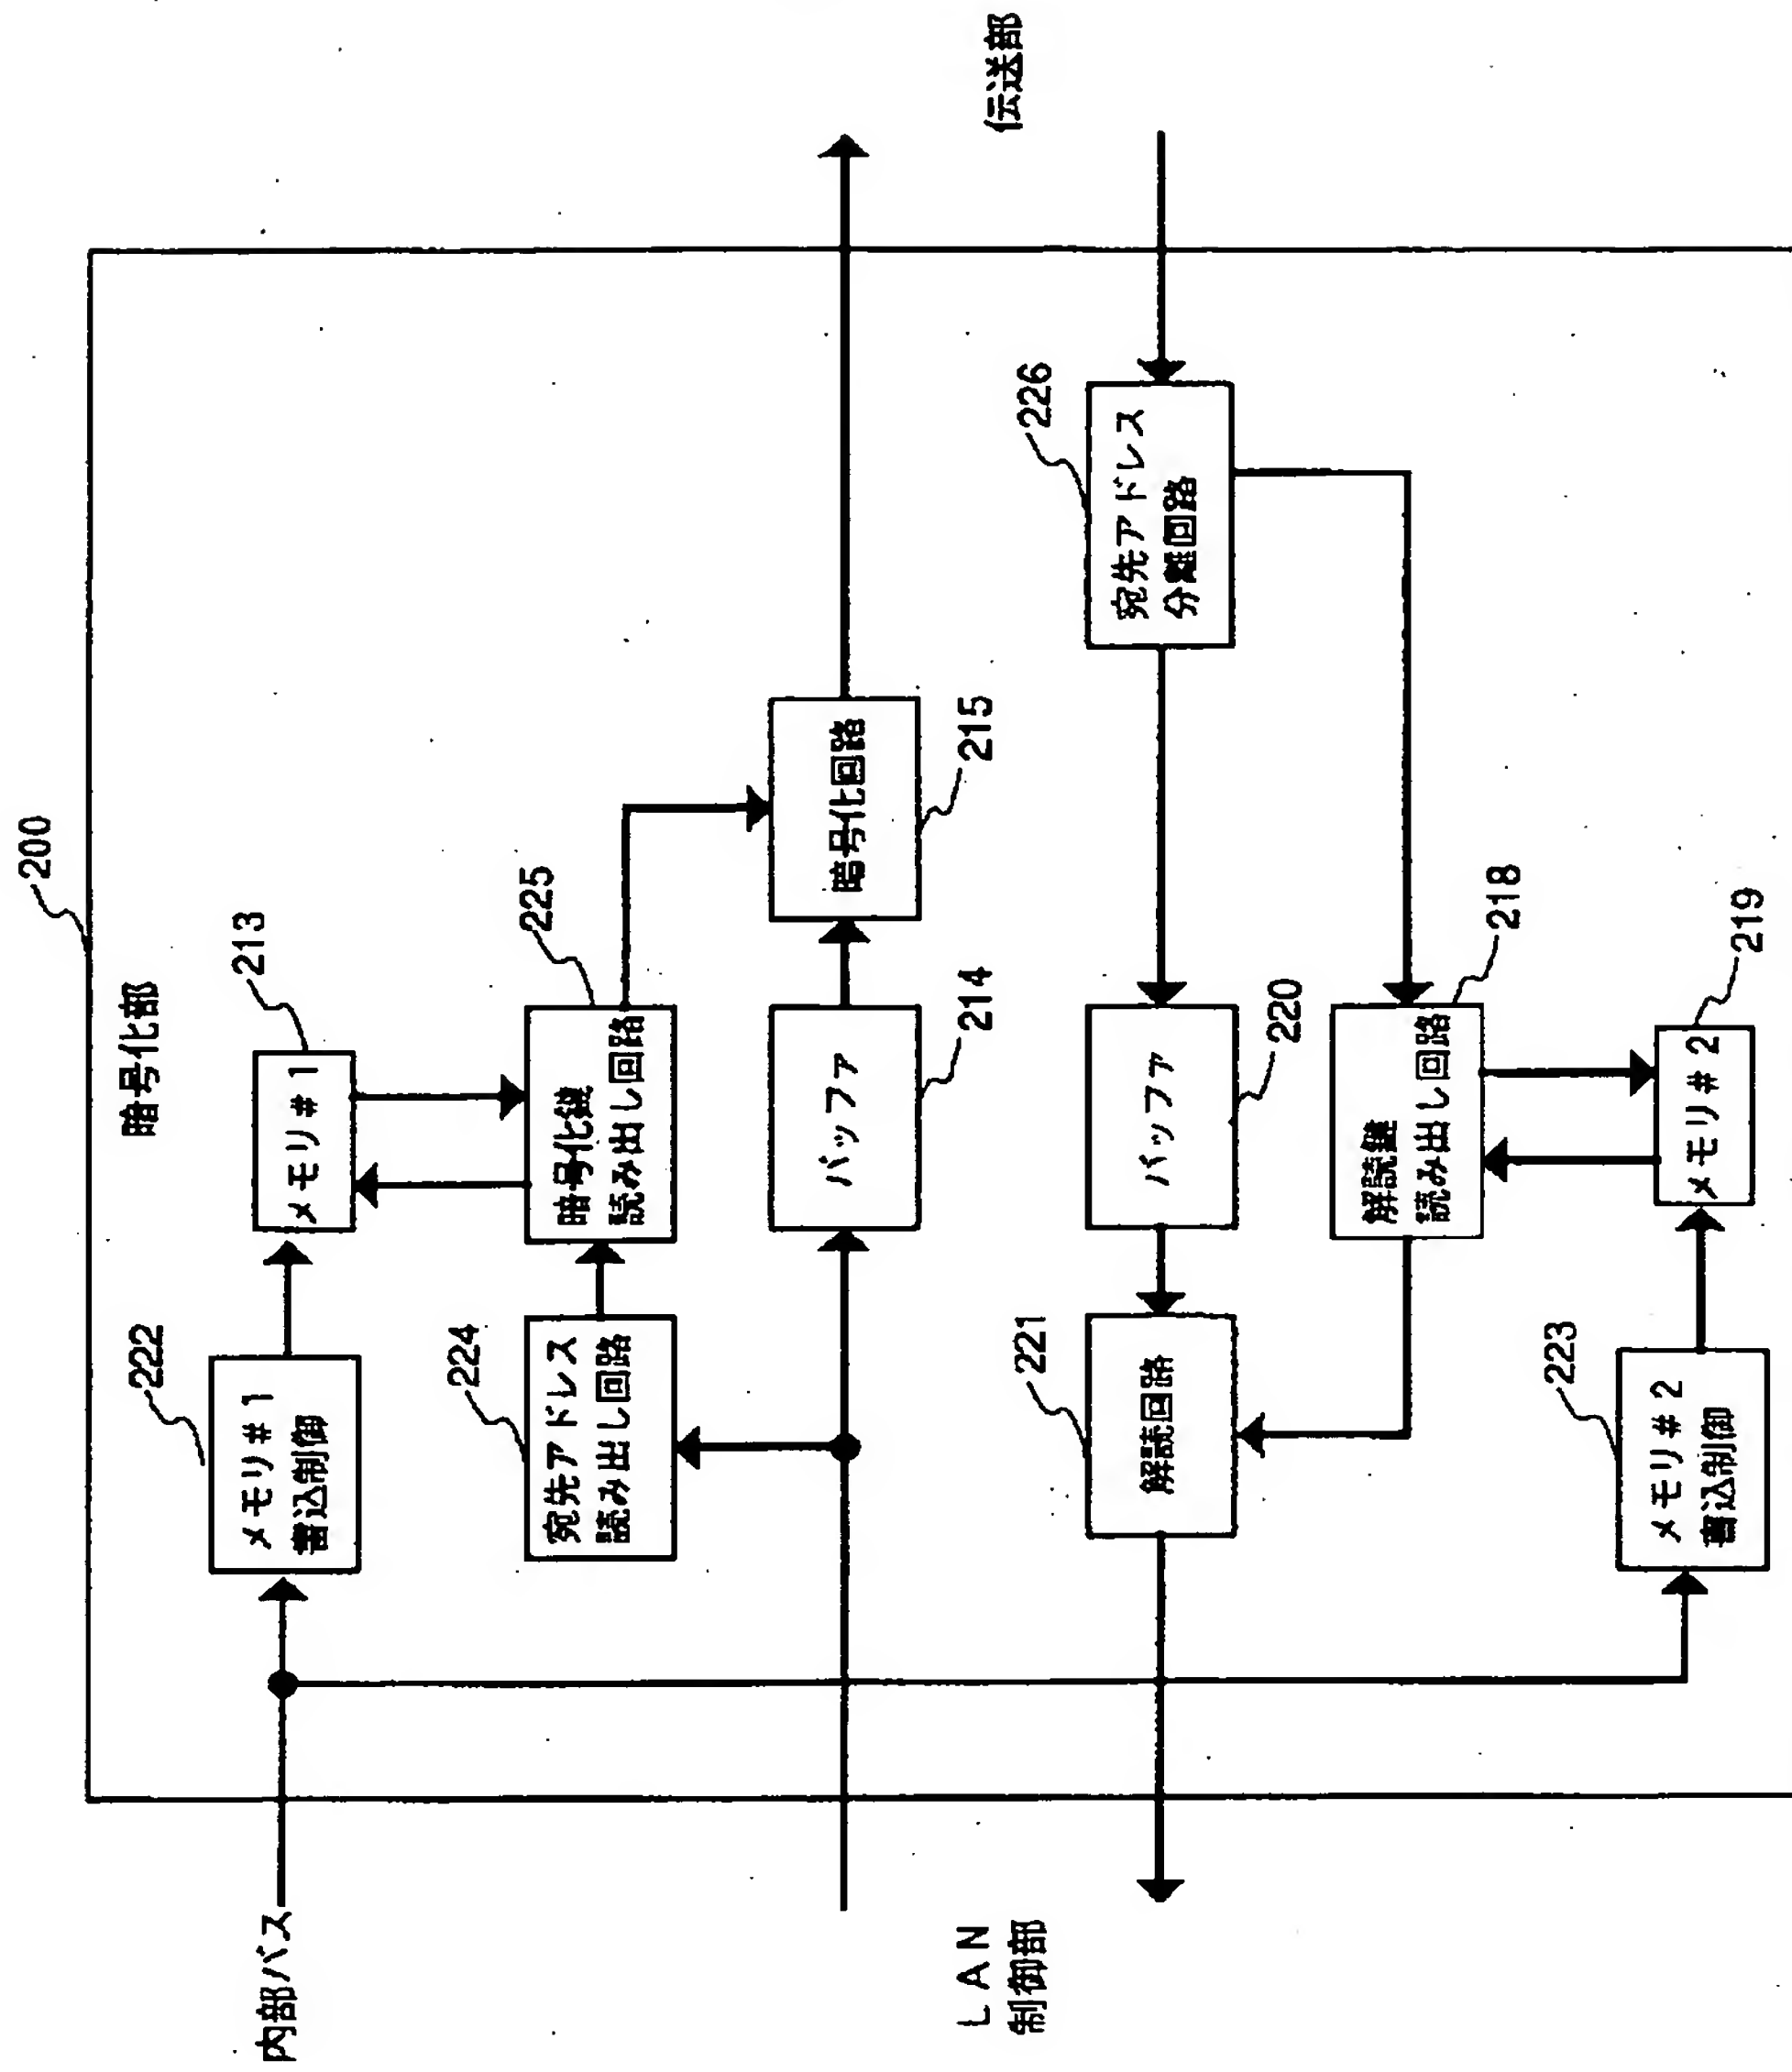 200
暗号化部
222
メモリ#1
書込制御
213
メモリ#1
224
宛先アドレス
読み出し回路
225
暗号化鍵
読み出し回路
バッファ
214
暗号化回路
215
内部バス
LAN
制御部
伝送部
221
解読回路
バッファ
220
226
宛先アドレス
分離回路
解読鍵
読み出し回路
218
223
メモリ#2
書込制御
メモリ#2
219